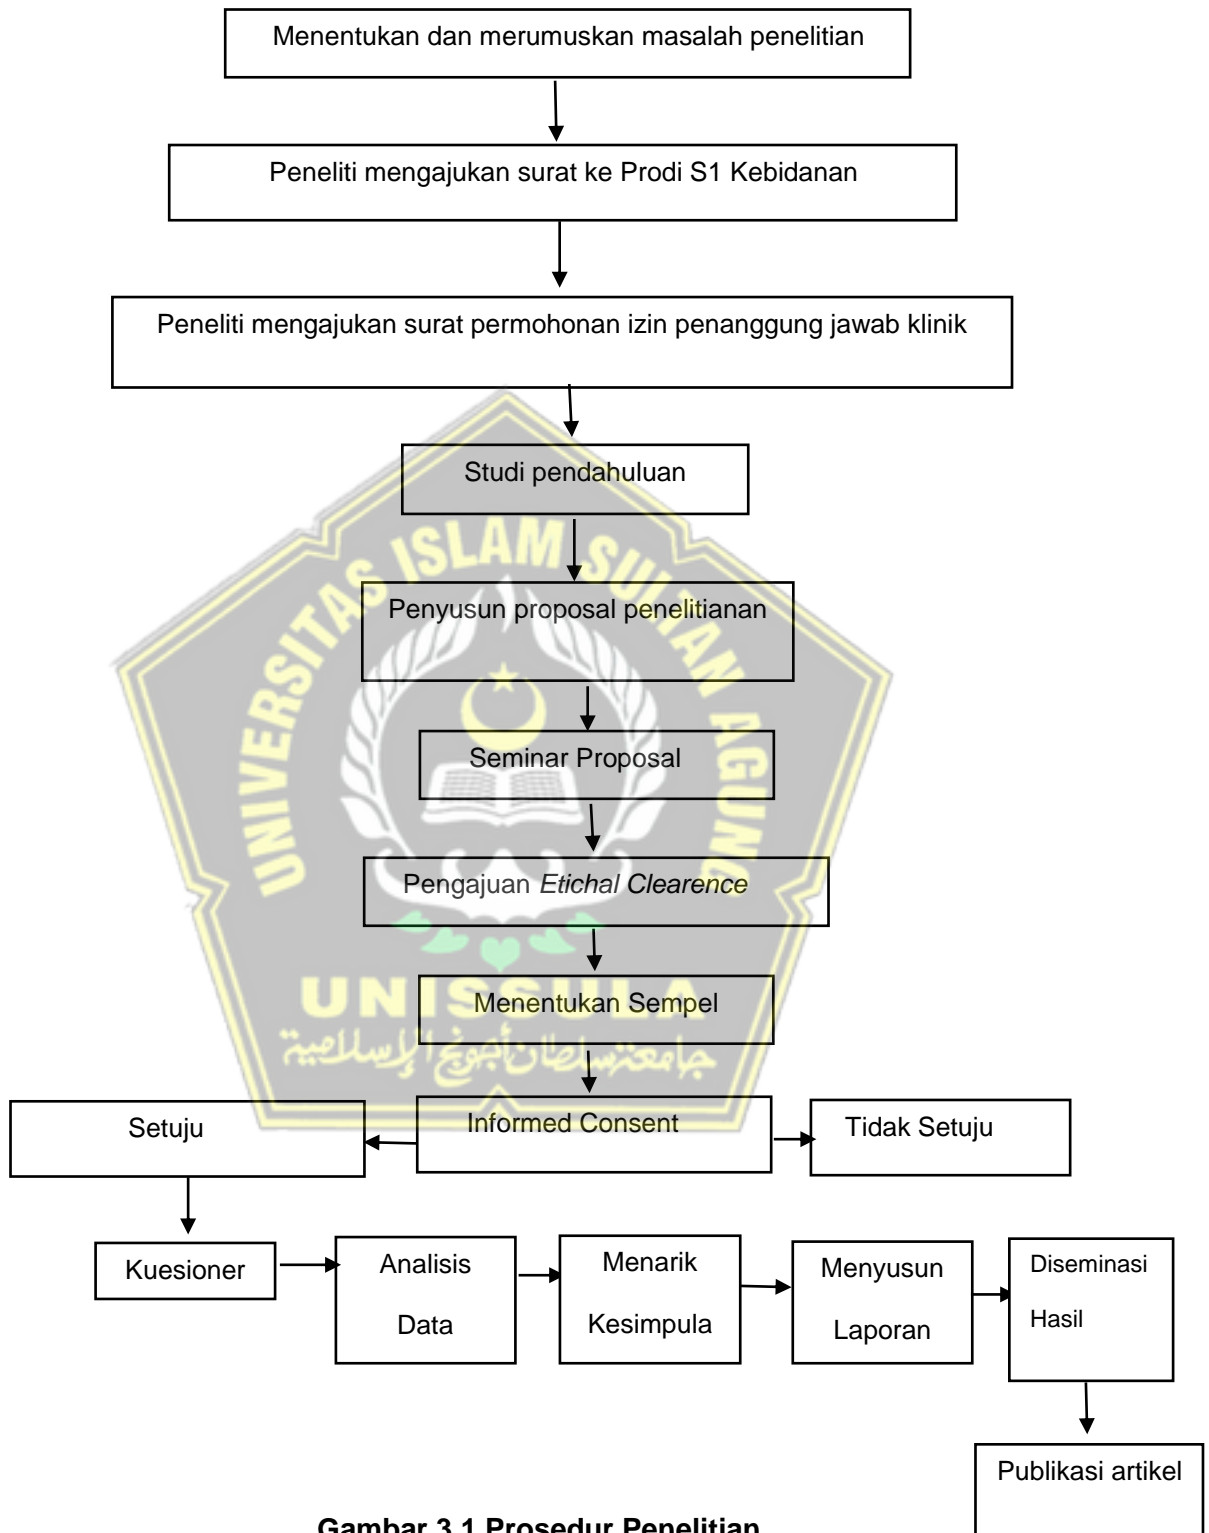 Menentukan dan merumuskan masalah penelitian
Peneliti mengajukan surat ke Prodi S1 Kebidanan
Peneliti mengajukan surat permohonan izin penanggung jawab klinik
Studi pendahuluan
UNIVERSITAS ISLAM SULTAN AGUNG
Penyusun proposal penelitianan
Seminar Proposal
Pengajuan Etichal Clearence
UNISSULA
Menentukan Sempel
جامعة سلطان أجونج الإسلامية
Setuju
Informed Consent
Tidak Setuju
Kuesioner
Analisis
Data
Menarik
Kesimpula
Menyusun
Laporan
Diseminasi
Hasil
Publikasi artikel
Gambar 3.1 Prosedur Penelitian